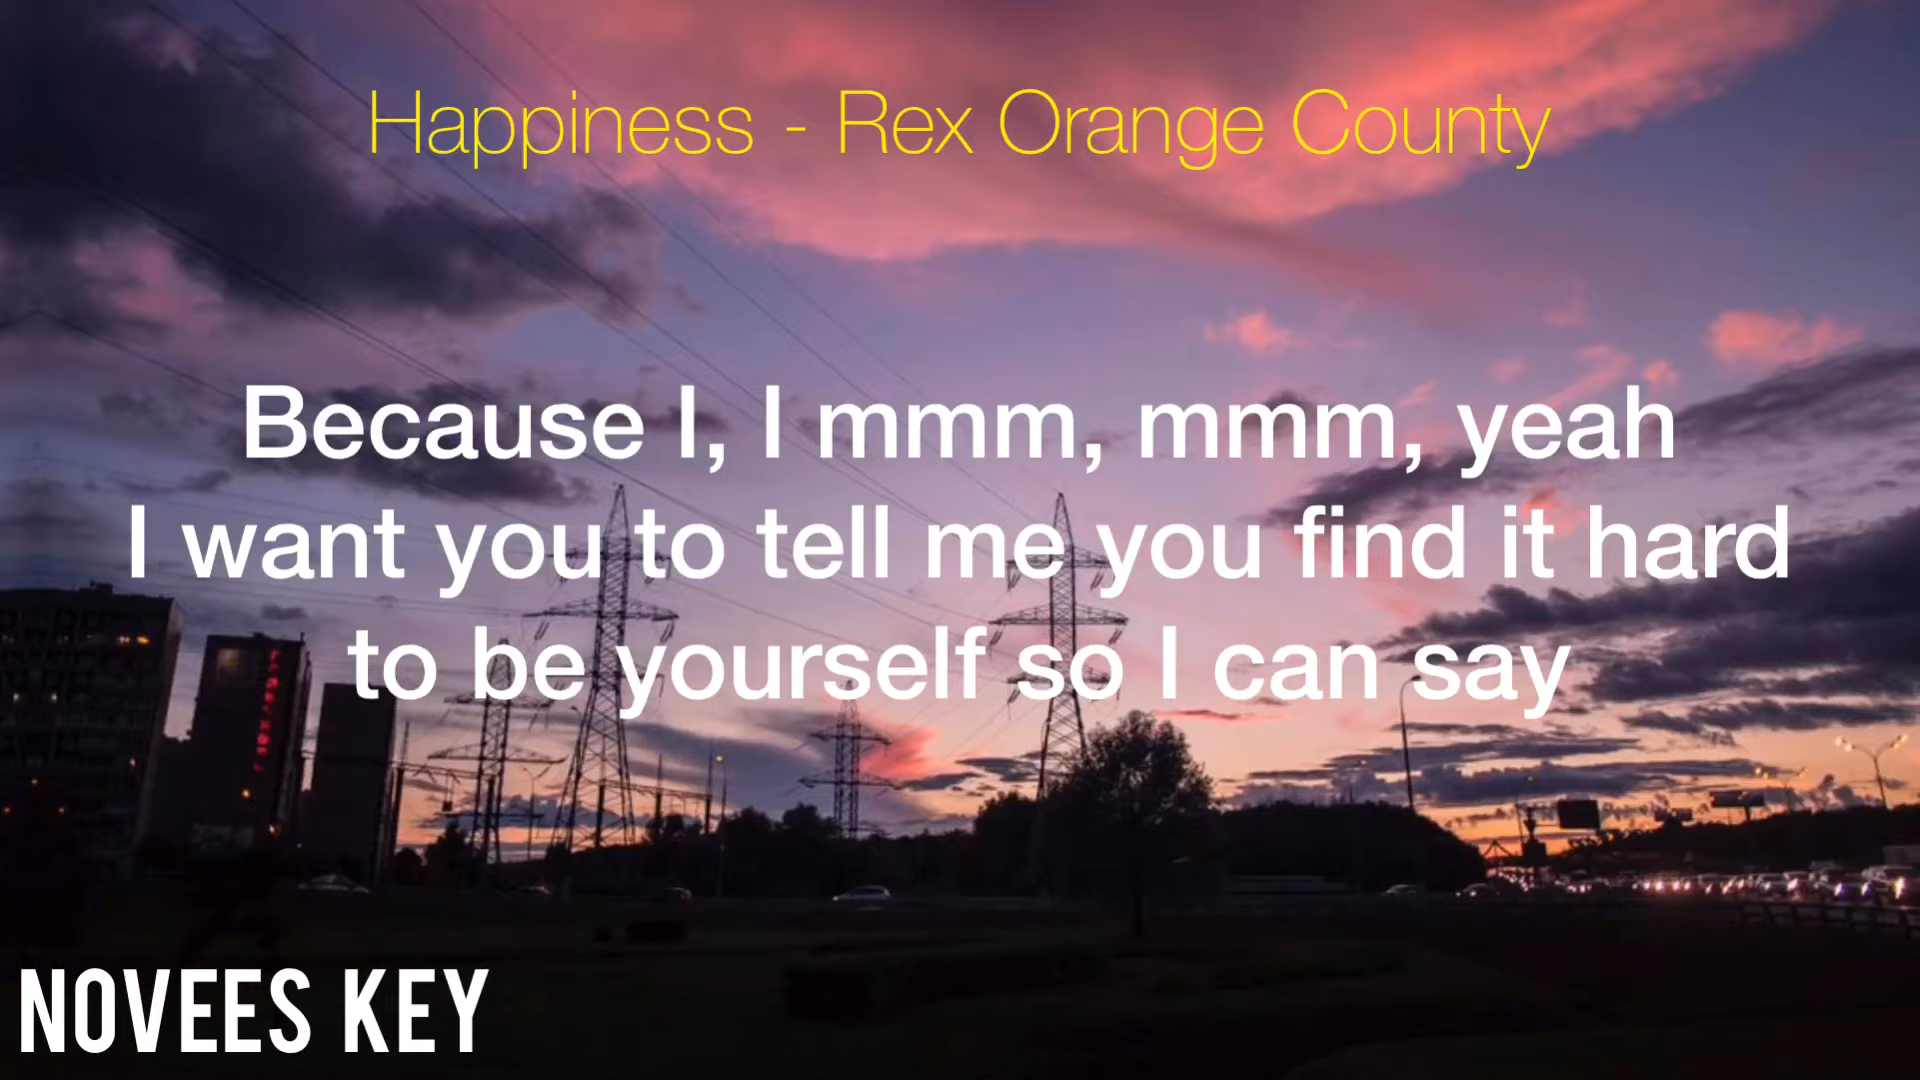 Happiness - Rex Orange County
Because I, I mmm, mmm, yeah
I want you to tell me you find it hard
to be yourself so I can say
NOVEES KEY